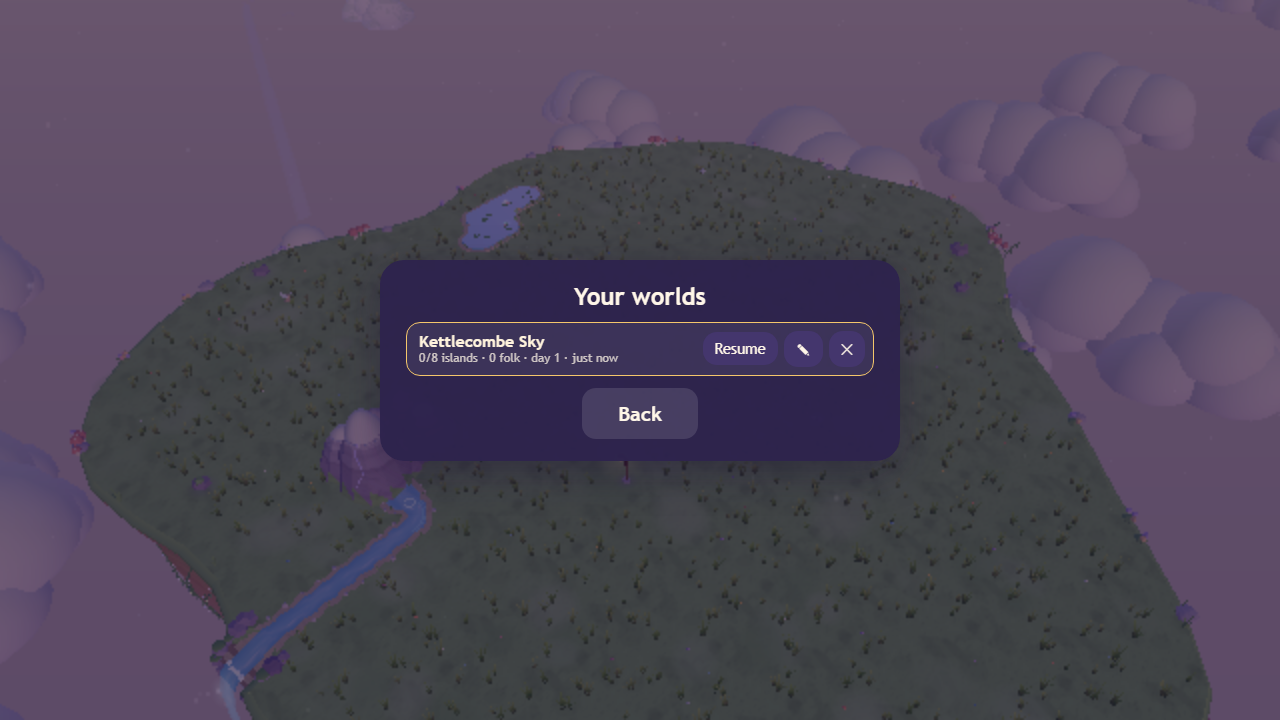 Your worlds
Kettlecombe Sky
0/8 islands · 0 folk · day 1 · just now
Resume
Back